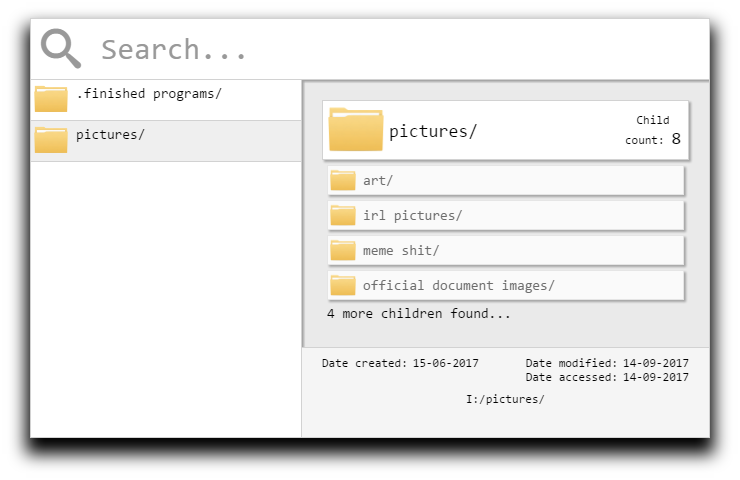 Search...
.finished programs/
pictures/
pictures/
Child
count: 8
art/
irl pictures/
meme shit/
official document images/
4 more children found...
Date created: 15-06-2017
Date modified: 14-09-2017
Date accessed: 14-09-2017
I:/pictures/